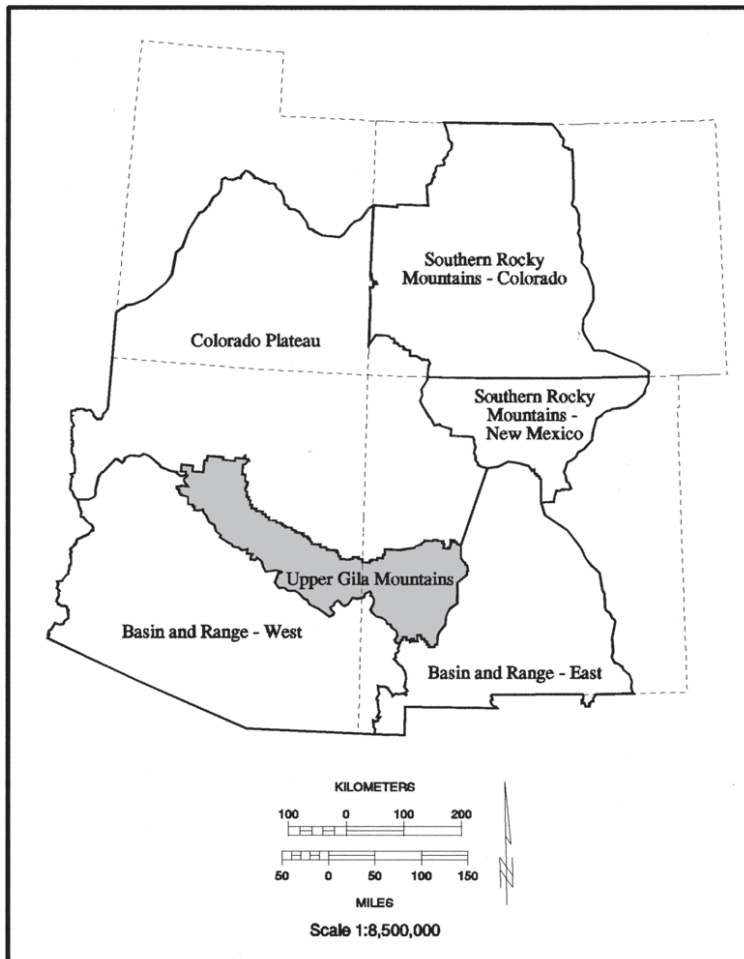 Southern Rocky
Mountains - Colorado
Colorado Plateau
Southern Rocky
Mountains -
New Mexico
Upper Gila Mountains
Basin and Range - West
Basin and Range - East
KILOMETERS
100 0 100 200
50 0 50 100 150
MILES
Scale 1:8,500,000